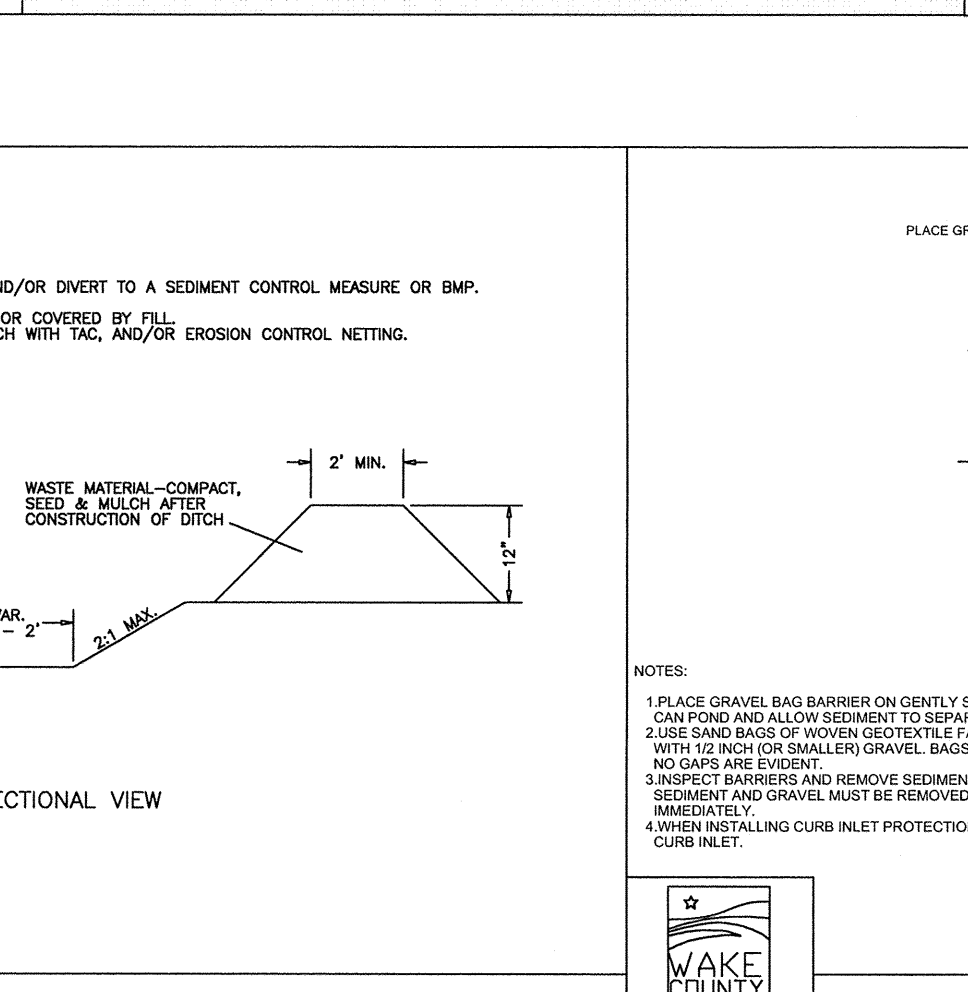 ND/OR DIVERT TO A SEDIMENT CONTROL MEASURE OR BMP.
OR COVERED BY FILL.
CH WITH TAC, AND/OR EROSION CONTROL NETTING.
2' MIN.
WASTE MATERIAL-COMPACT,
SEED & MULCH AFTER
CONSTRUCTION OF DITCH
12"
VAR.
- 2'
2:1 MAX.
ECTIONAL VIEW
PLACE GR
NOTES:
1.PLACE GRAVEL BAG BARRIER ON GENTLY S
CAN POND AND ALLOW SEDIMENT TO SEPAR
2.USE SAND BAGS OF WOVEN GEOTEXTILE FA
WITH 1/2 INCH (OR SMALLER) GRAVEL. BAGS
NO GAPS ARE EVIDENT.
3.INSPECT BARRIERS AND REMOVE SEDIMEN
SEDIMENT AND GRAVEL MUST BE REMOVED
IMMEDIATELY.
4.WHEN INSTALLING CURB INLET PROTECTIO
CURB INLET.
WAKE
COUNTY